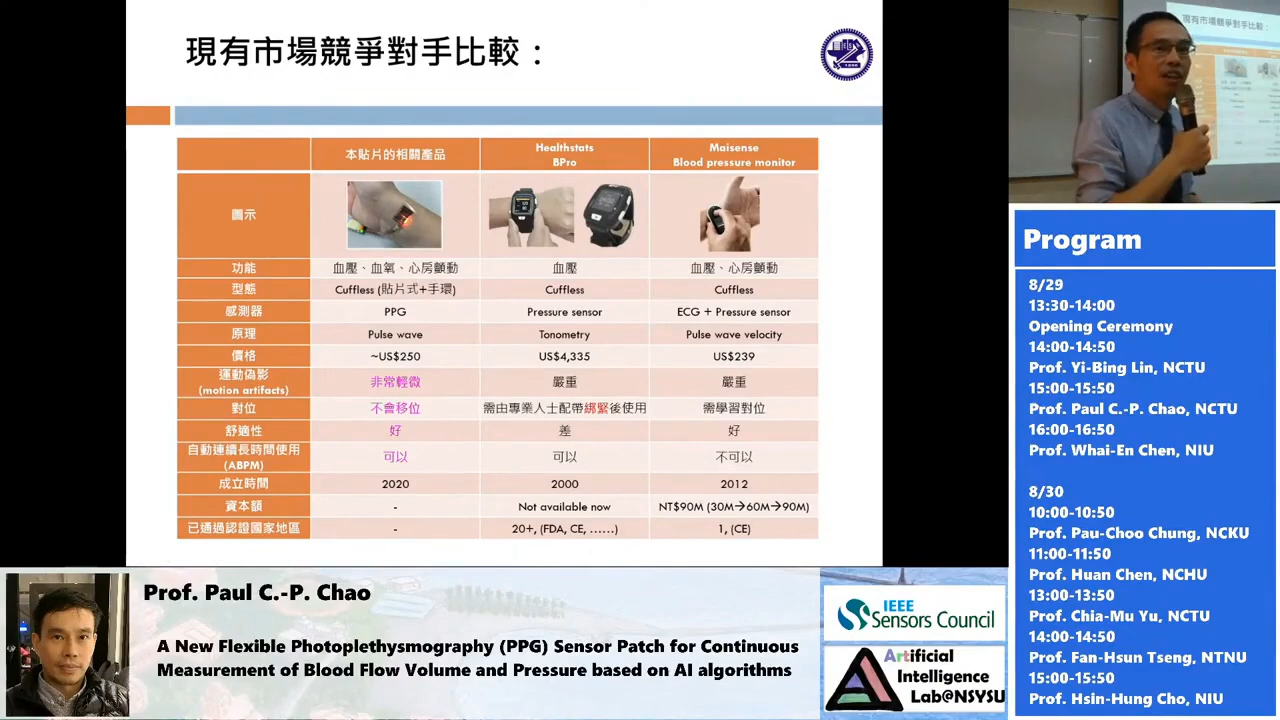 現有市場競爭對手比較：
本貼片的相關產品
Healthstats
BPro
Maisense
Blood pressure monitor
圖示
功能
血壓、血氧、心房顫動
血壓
血壓、心房顫動
型態
Cuffless (貼片式+手環)
Cuffless
Cuffless
感測器
PPG
Pressure sensor
ECG + Pressure sensor
原理
Pulse wave
Tonometry
Pulse wave velocity
價格
~US$250
US$4,335
US$239
運動偽影
(motion artifacts)
非常輕微
嚴重
嚴重
對位
不會移位
需由專業人士配帶綁緊後使用
需學習對位
舒適性
好
差
好
自動連續長時間使用
(ABPM)
可以
可以
不可以
成立時間
2020
2000
2012
資本額
-
Not available now
NT$90M (30M→60M→90M)
已通過認證國家地區
-
20+, (FDA, CE, ……)
1, (CE)
現有市場競爭對手比較：
Program
8/29
13:30-14:00
Opening Ceremony
14:00-14:50
Prof. Yi-Bing Lin, NCTU
15:00-15:50
Prof. Paul C.-P. Chao, NCTU
16:00-16:50
Prof. Whai-En Chen, NIU
8/30
10:00-10:50
Prof. Pau-Choo Chung, NCKU
11:00-11:50
Prof. Huan Chen, NCHU
13:00-13:50
Prof. Chia-Mu Yu, NCTU
14:00-14:50
Prof. Fan-Hsun Tseng, NTNU
15:00-15:50
Prof. Hsin-Hung Cho, NIU
Prof. Paul C.-P. Chao
A New Flexible Photoplethysmography (PPG) Sensor Patch for Continuous
Measurement of Blood Flow Volume and Pressure based on AI algorithms
IEEE
Sensors Council
Artificial
Intelligence
Lab@NSYSU